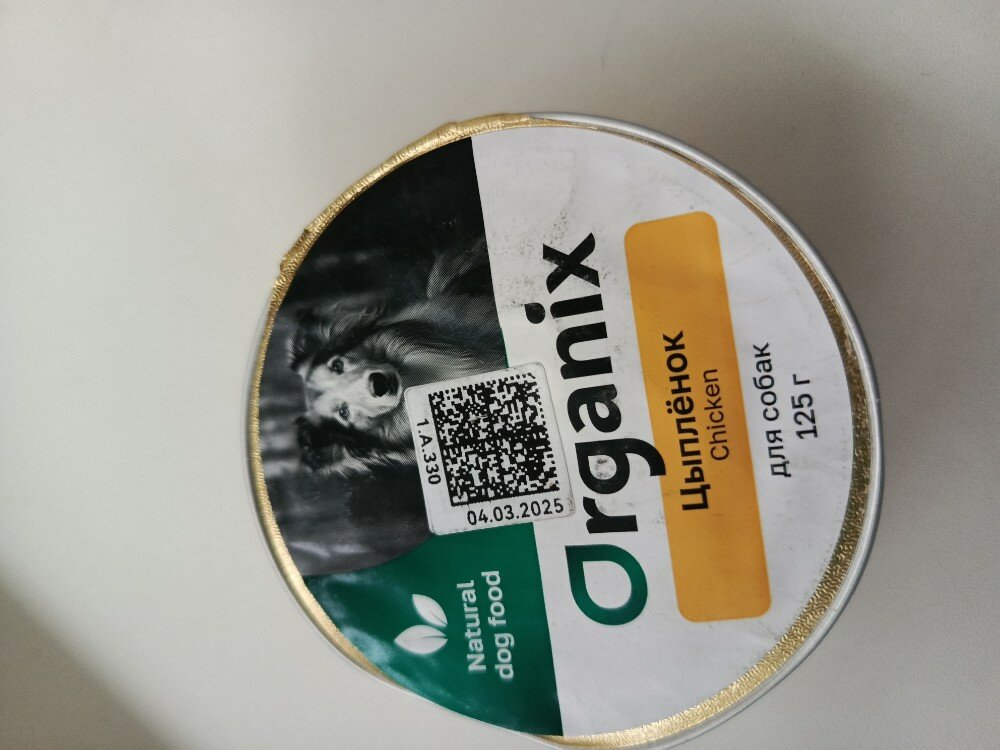 Natural
dog food
1.A.330
04.03.2025
Organix
Цыплёнок
Chicken
для собак
125 г